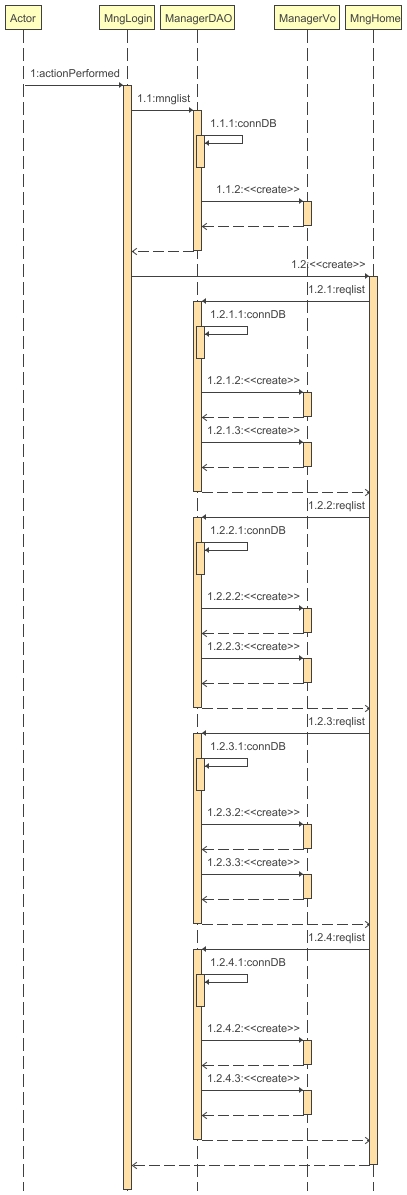 Actor
MngLogin
ManagerDAO
ManagerVo
MngHome
1:actionPerformed
1.1:mnglist
1.1.1:connDB
1.1.2:<<create>>
1.2:<<create>>
1.2.1:reqlist
1.2.1.1:connDB
1.2.1.2:<<create>>
1.2.1.3:<<create>>
1.2.2:reqlist
1.2.2.1:connDB
1.2.2.2:<<create>>
1.2.2.3:<<create>>
1.2.3:reqlist
1.2.3.1:connDB
1.2.3.2:<<create>>
1.2.3.3:<<create>>
1.2.4:reqlist
1.2.4.1:connDB
1.2.4.2:<<create>>
1.2.4.3:<<create>>